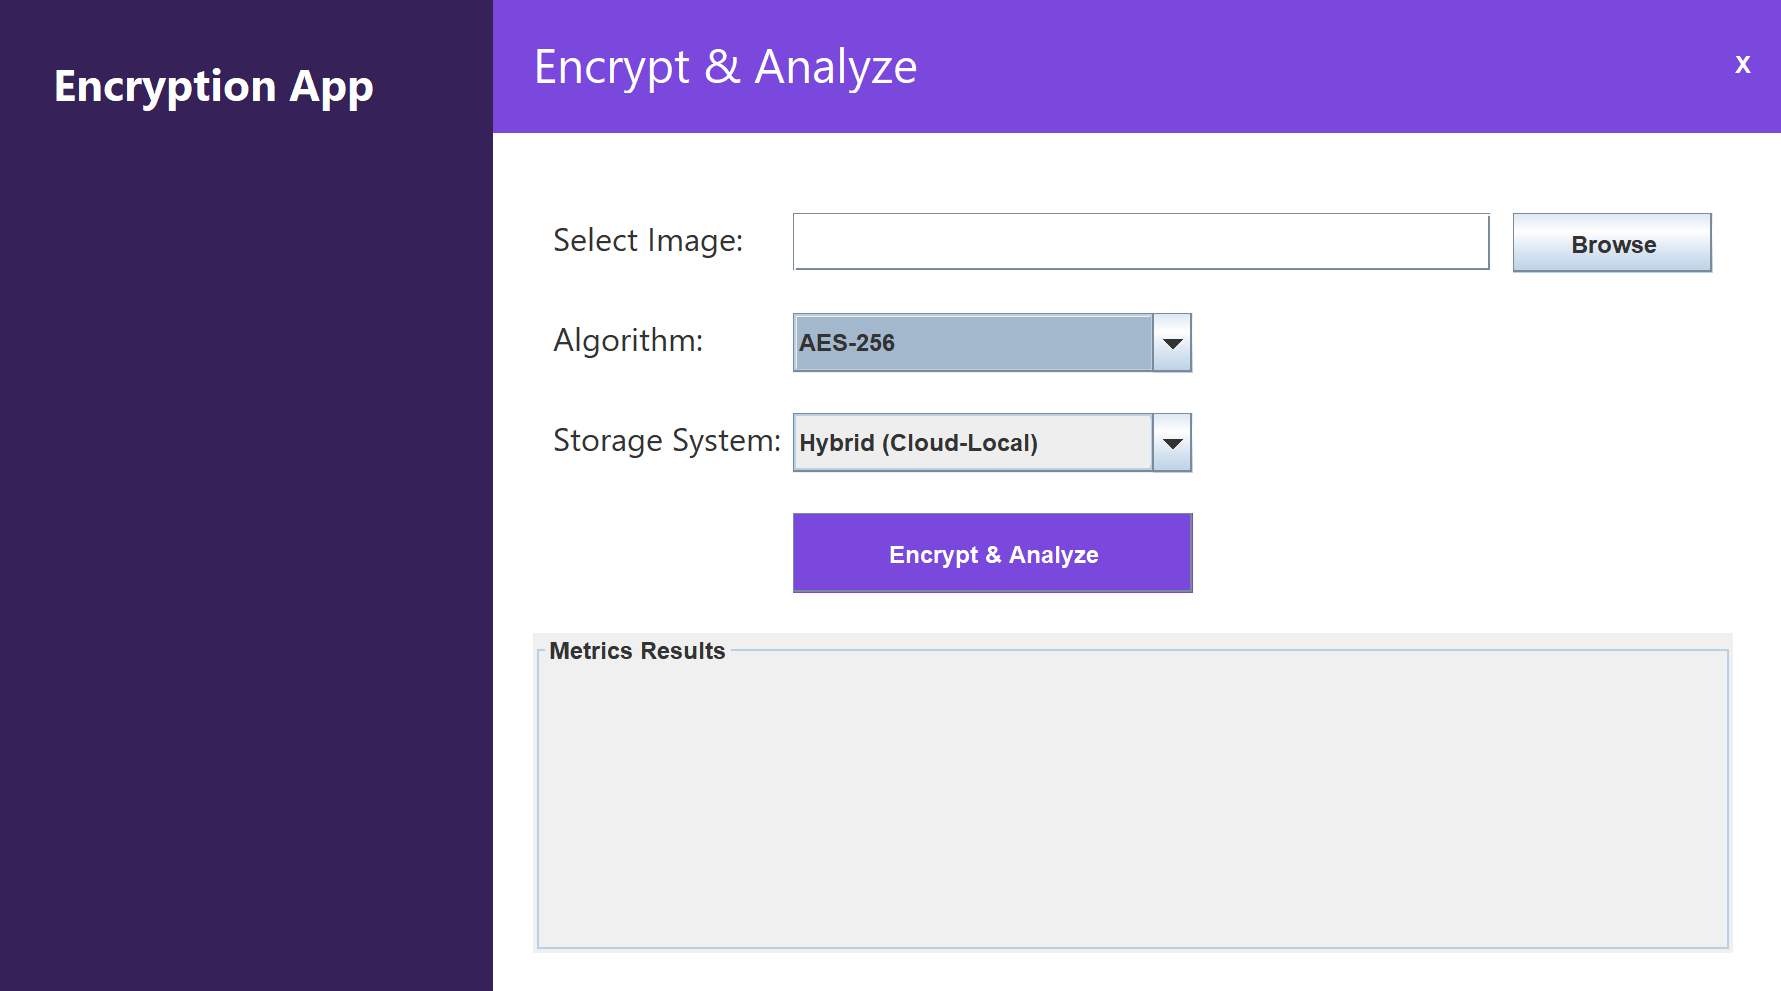 Encryption App
Encrypt & Analyze
X
Select Image:
Browse
Algorithm:
AES-256
Storage System:
Hybrid (Cloud-Local)
Encrypt & Analyze
Metrics Results